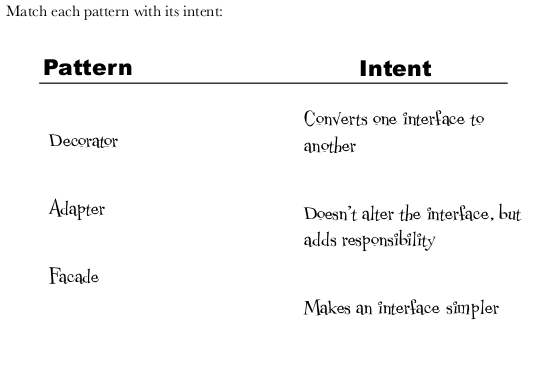 Match each pattern with its intent:
Pattern Intent
Converts one interface to
another
Decorator
Adapter
Doesn't alter the interface, but
adds responsibility
Facade
Makes an interface simpler